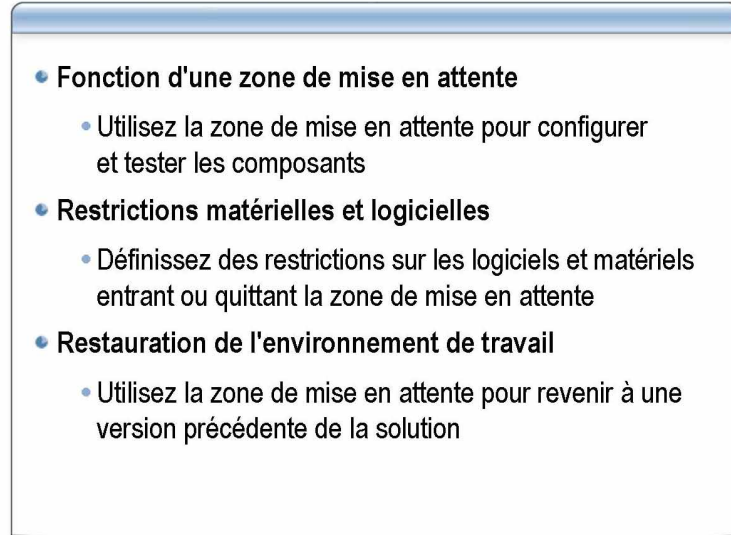 Fonction d'une zone de mise en attente
Utilisez la zone de mise en attente pour configurer
et tester les composants
Restrictions matérielles et logicielles
Définissez des restrictions sur les logiciels et matériels
entrant ou quittant la zone de mise en attente
Restauration de l'environnement de travail
Utilisez la zone de mise en attente pour revenir à une
version précédente de la solution